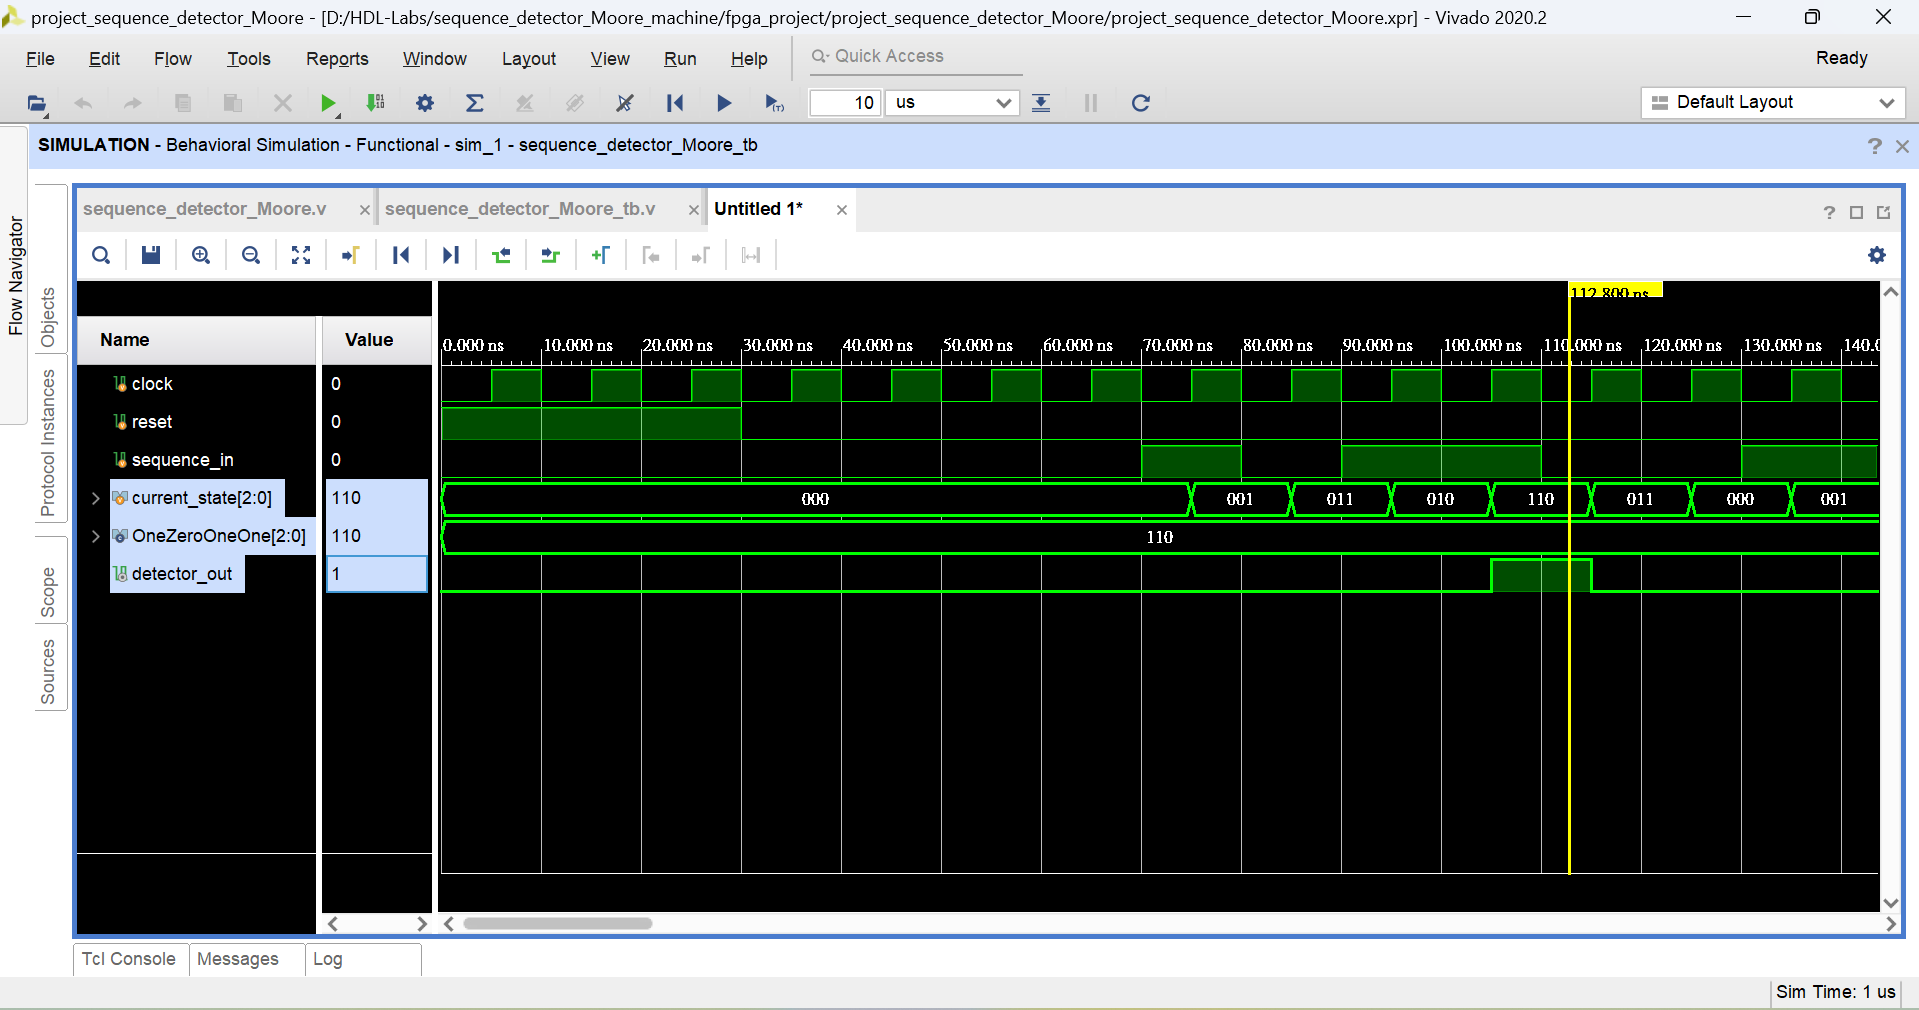 project_sequence_detector_Moore - [D:/HDL-Labs/sequence_detector_Moore_machine/fpga_project/project_sequence_detector_Moore/project_sequence_detector_Moore.xpr] - Vivado 2020.2
File Edit Flow Tools Reports Window Layout View Run Help Quick Access Ready
10 us Default Layout
SIMULATION - Behavioral Simulation - Functional - sim_1 - sequence_detector_Moore_tb
Flow Navigator
Objects
Protocol Instances
Scope
Sources
sequence_detector_Moore.v sequence_detector_Moore_tb.v Untitled 1*
112.800 ns
Name Value
0.000 ns 10.000 ns 20.000 ns 30.000 ns 40.000 ns 50.000 ns 60.000 ns 70.000 ns 80.000 ns 90.000 ns 100.000 ns 110.000 ns 120.000 ns 130.000 ns 140.0
clock 0
reset 0
sequence_in 0
current_state[2:0] 110 000 001 011 010 110 011 000 001
OneZeroOneOne[2:0] 110 110
detector_out 1
Tcl Console Messages Log
Sim Time: 1 us